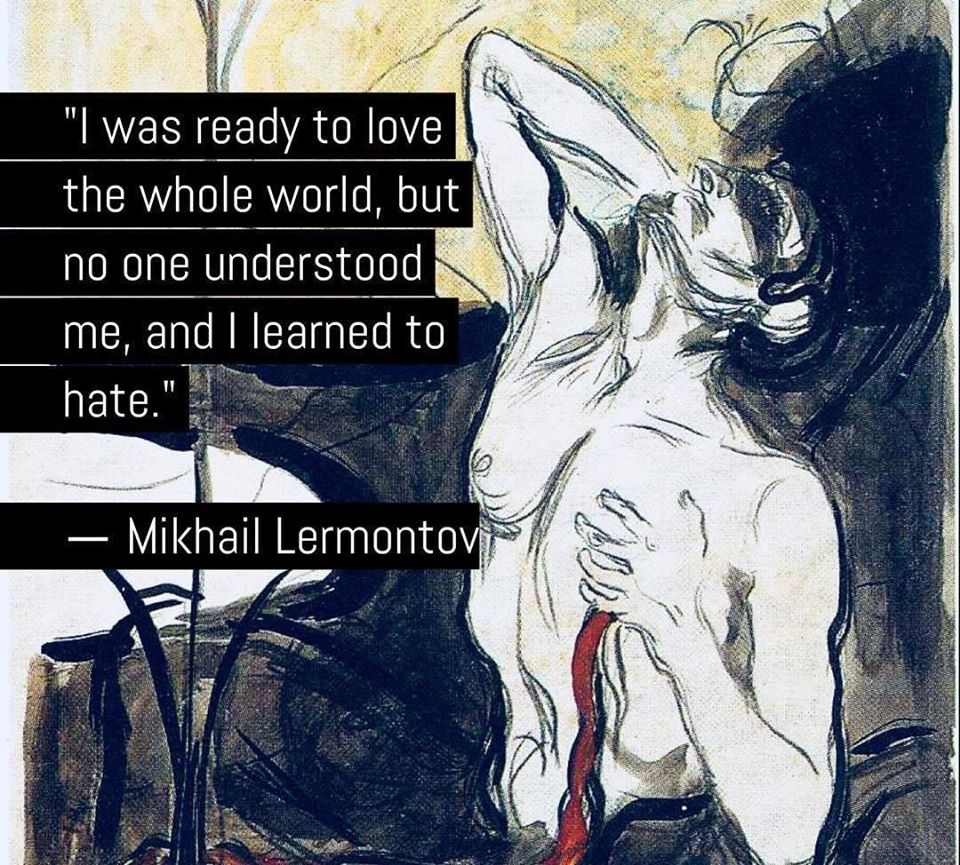 "I was ready to love
the whole world, but
no one understood
me, and I learned to
hate."
— Mikhail Lermontov